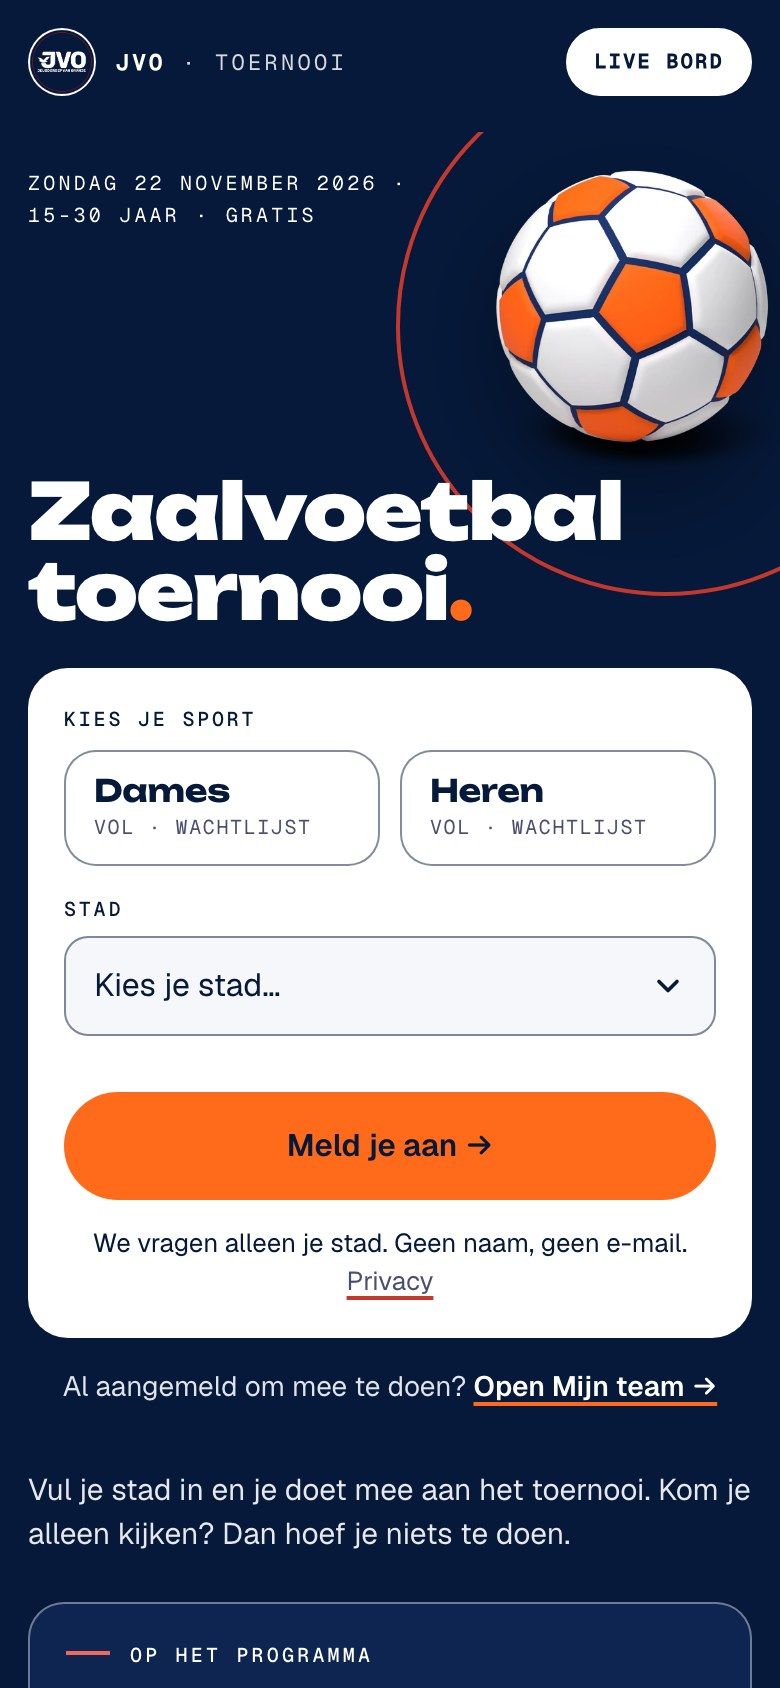 JVO
JVO · TOERNOOI
LIVE BORD
ZONDAG 22 NOVEMBER 2026 ·
15-30 JAAR · GRATIS
Zaalvoetbal
toernooi.
KIES JE SPORT
Dames
VOL · WACHTLIJST
Heren
VOL · WACHTLIJST
STAD
Kies je stad...
Meld je aan →
We vragen alleen je stad. Geen naam, geen e-mail.
Privacy
Al aangemeld om mee te doen? Open Mijn team →
Vul je stad in en je doet mee aan het toernooi. Kom je
alleen kijken? Dan hoef je niets te doen.
OP HET PROGRAMMA